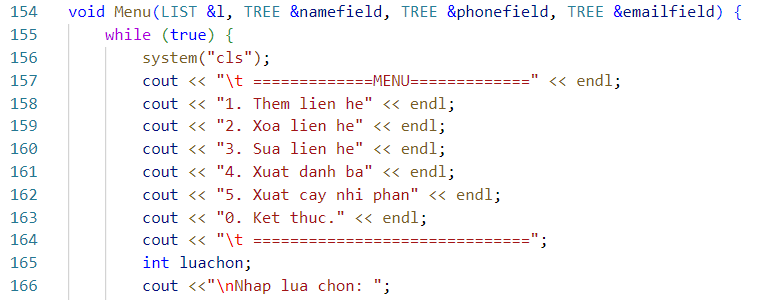 154 void Menu(LIST &l, TREE &namefield, TREE &phonefield, TREE &emailfield) {
155     while (true) {
156         system("cls");
157         cout << "\t =============MENU=============" << endl;
158         cout << "1. Them lien he" << endl;
159         cout << "2. Xoa lien he" << endl;
160         cout << "3. Sua lien he" << endl;
161         cout << "4. Xuat danh ba" << endl;
162         cout << "5. Xuat cay nhi phan" << endl;
163         cout << "0. Ket thuc." << endl;
164         cout << "\t ==============================";
165         int luachon;
166         cout <<"\nNhap lua chon: ";